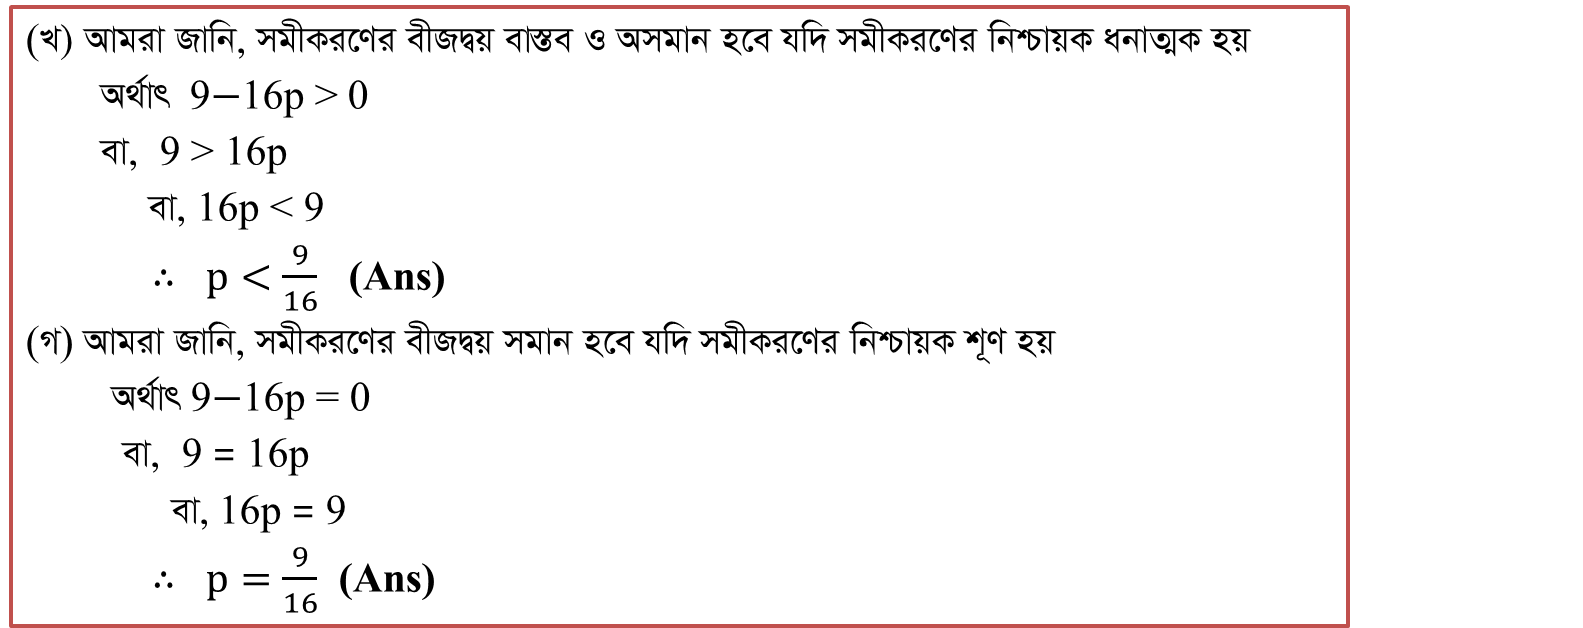 (খ) আমরা জানি, সমীকরণের বীজদ্বয় বাস্তব ও অসমান হবে যদি সমীকরণের নিশ্চায়ক ধনাত্মক হয়
অর্থাৎ 9−16p > 0
বা, 9 > 16p
বা, 16p < 9
∴ p < 9/16 (Ans)
(গ) আমরা জানি, সমীকরণের বীজদ্বয় সমান হবে যদি সমীকরণের নিশ্চায়ক শূণ হয়
অর্থাৎ 9−16p = 0
বা, 9 = 16p
বা, 16p = 9
∴ p = 9/16 (Ans)